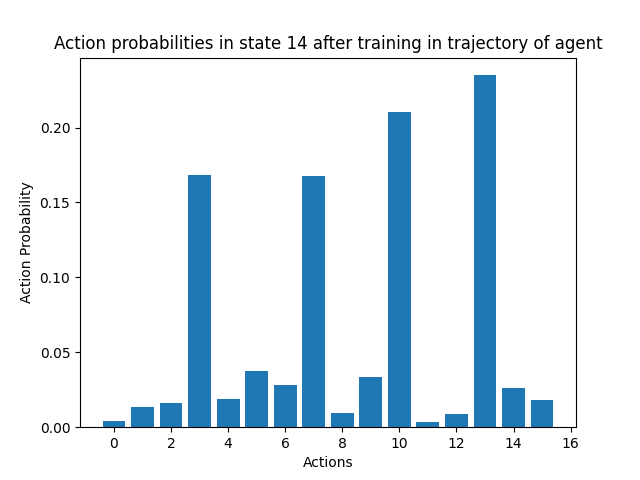 Action probabilities in state 14 after training in trajectory of agent
Action Probability
0.20
0.15
0.10
0.05
0.00
0 2 4 6 8 10 12 14 16
Actions